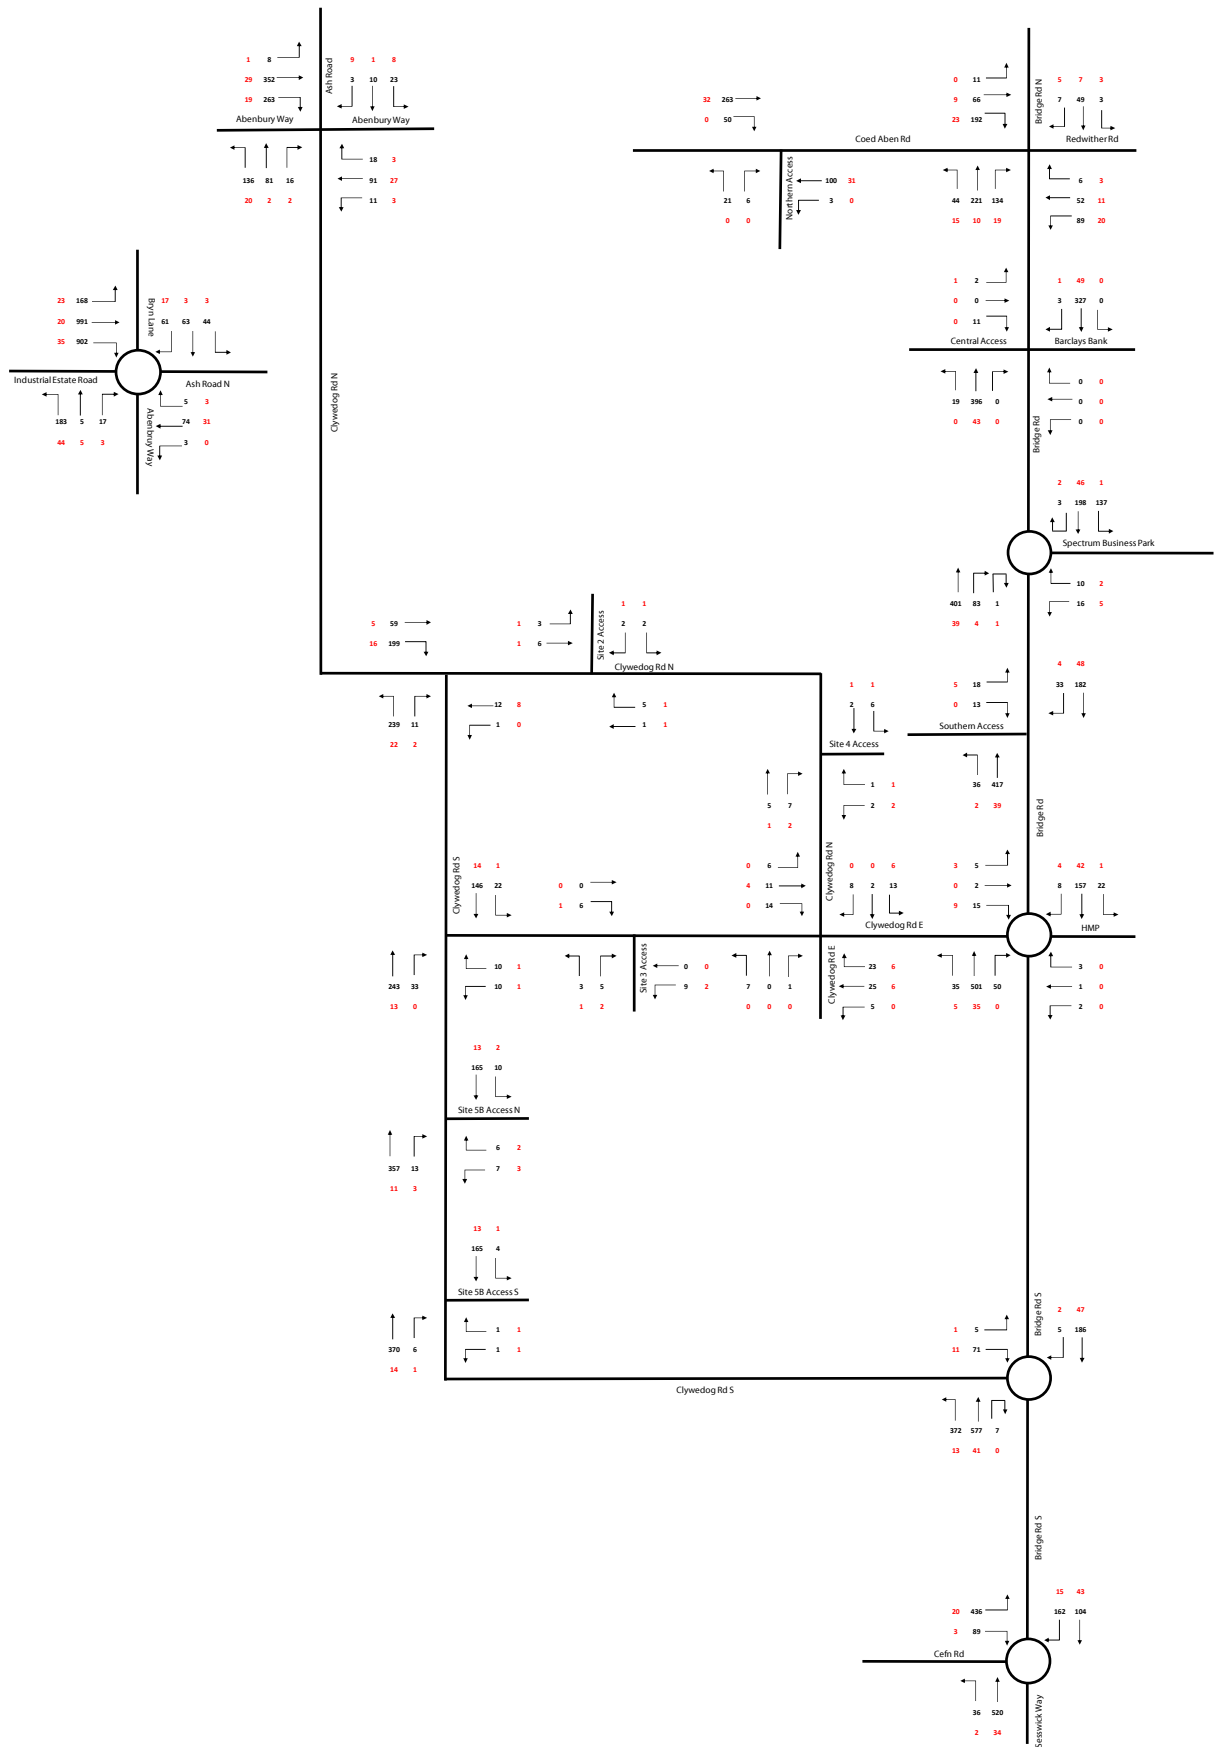 1 8
29 352
19 263
Abenbury Way
Ash Road
9 1 8
3 10 23
Abenbury Way
136 81 16
20 2 2
18 3
91 27
11 3
32 263
0 50
Coed Aben Rd
0 11
9 66
23 192
Bridge Rd N
5 7 3
7 49 3
Redwither Rd
21 6
0 0
Northern Access
100 31
3 0
44 221 134
15 10 19
6 3
52 11
89 20
23 168
20 991
35 902
Industrial Estate Road
Bryn Lane
17 3 3
61 63 44
Ash Road N
183 5 17
44 5 3
Abenbruy Way
5 3
74 31
3 0
Clywedog Rd N
1 2
0 0
0 11
Central Access
1 49 0
3 327 0
Barclays Bank
19 396 0
0 43 0
Bridge Rd
0 0
0 0
0 0
2 46 1
3 198 137
Spectrum Business Park
401 83 1
39 4 1
10 2
16 5
5 59
16 199
1 3
1 6
Site 2 Access
1 1
2 2
Clywedog Rd N
239 11
22 2
12 8
1 0
5 1
1 1
1 1
2 6
Site 4 Access
5 18
0 13
Southern Access
4 48
33 182
5 7
1 2
1 1
2 2
36 417
2 39
Bridge Rd
Clywedog Rd S
14 1
146 22
0 0
1 6
0 6
4 11
0 14
Clywedog Rd N
0 0 6
8 2 13
Clywedog Rd E
3 5
0 2
9 15
4 42 1
8 157 22
HMP
243 33
13 0
10 1
10 1
3 5
1 2
Site 3 Access
0 0
9 2
7 0 1
0 0 0
Clywedog Rd E
23 6
25 6
5 0
35 501 50
5 35 0
3 0
1 0
2 0
13 2
165 10
Site 5B Access N
357 13
11 3
6 2
7 3
13 1
165 4
Site 5B Access S
370 6
14 1
1 1
1 1
Clywedog Rd S
1 5
11 71
Bridge Rd S
2 47
5 186
372 577 7
13 41 0
Bridge Rd S
20 436
3 89
Cefn Rd
15 43
162 104
36 520
2 34
Sesswick Way